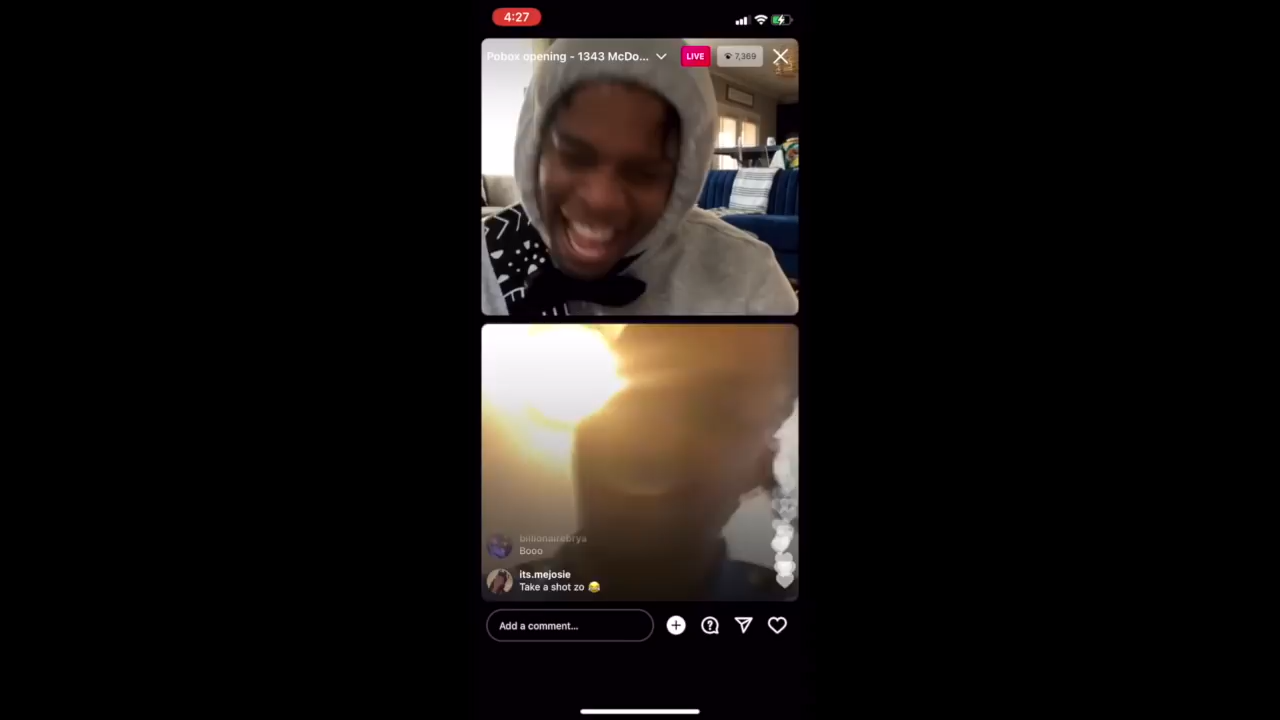 4:27
Pobox opening - 1343 McDo...
LIVE
7,369
billionairebrya
Booo
its.mejosie
Take a shot zo 😂
Add a comment...